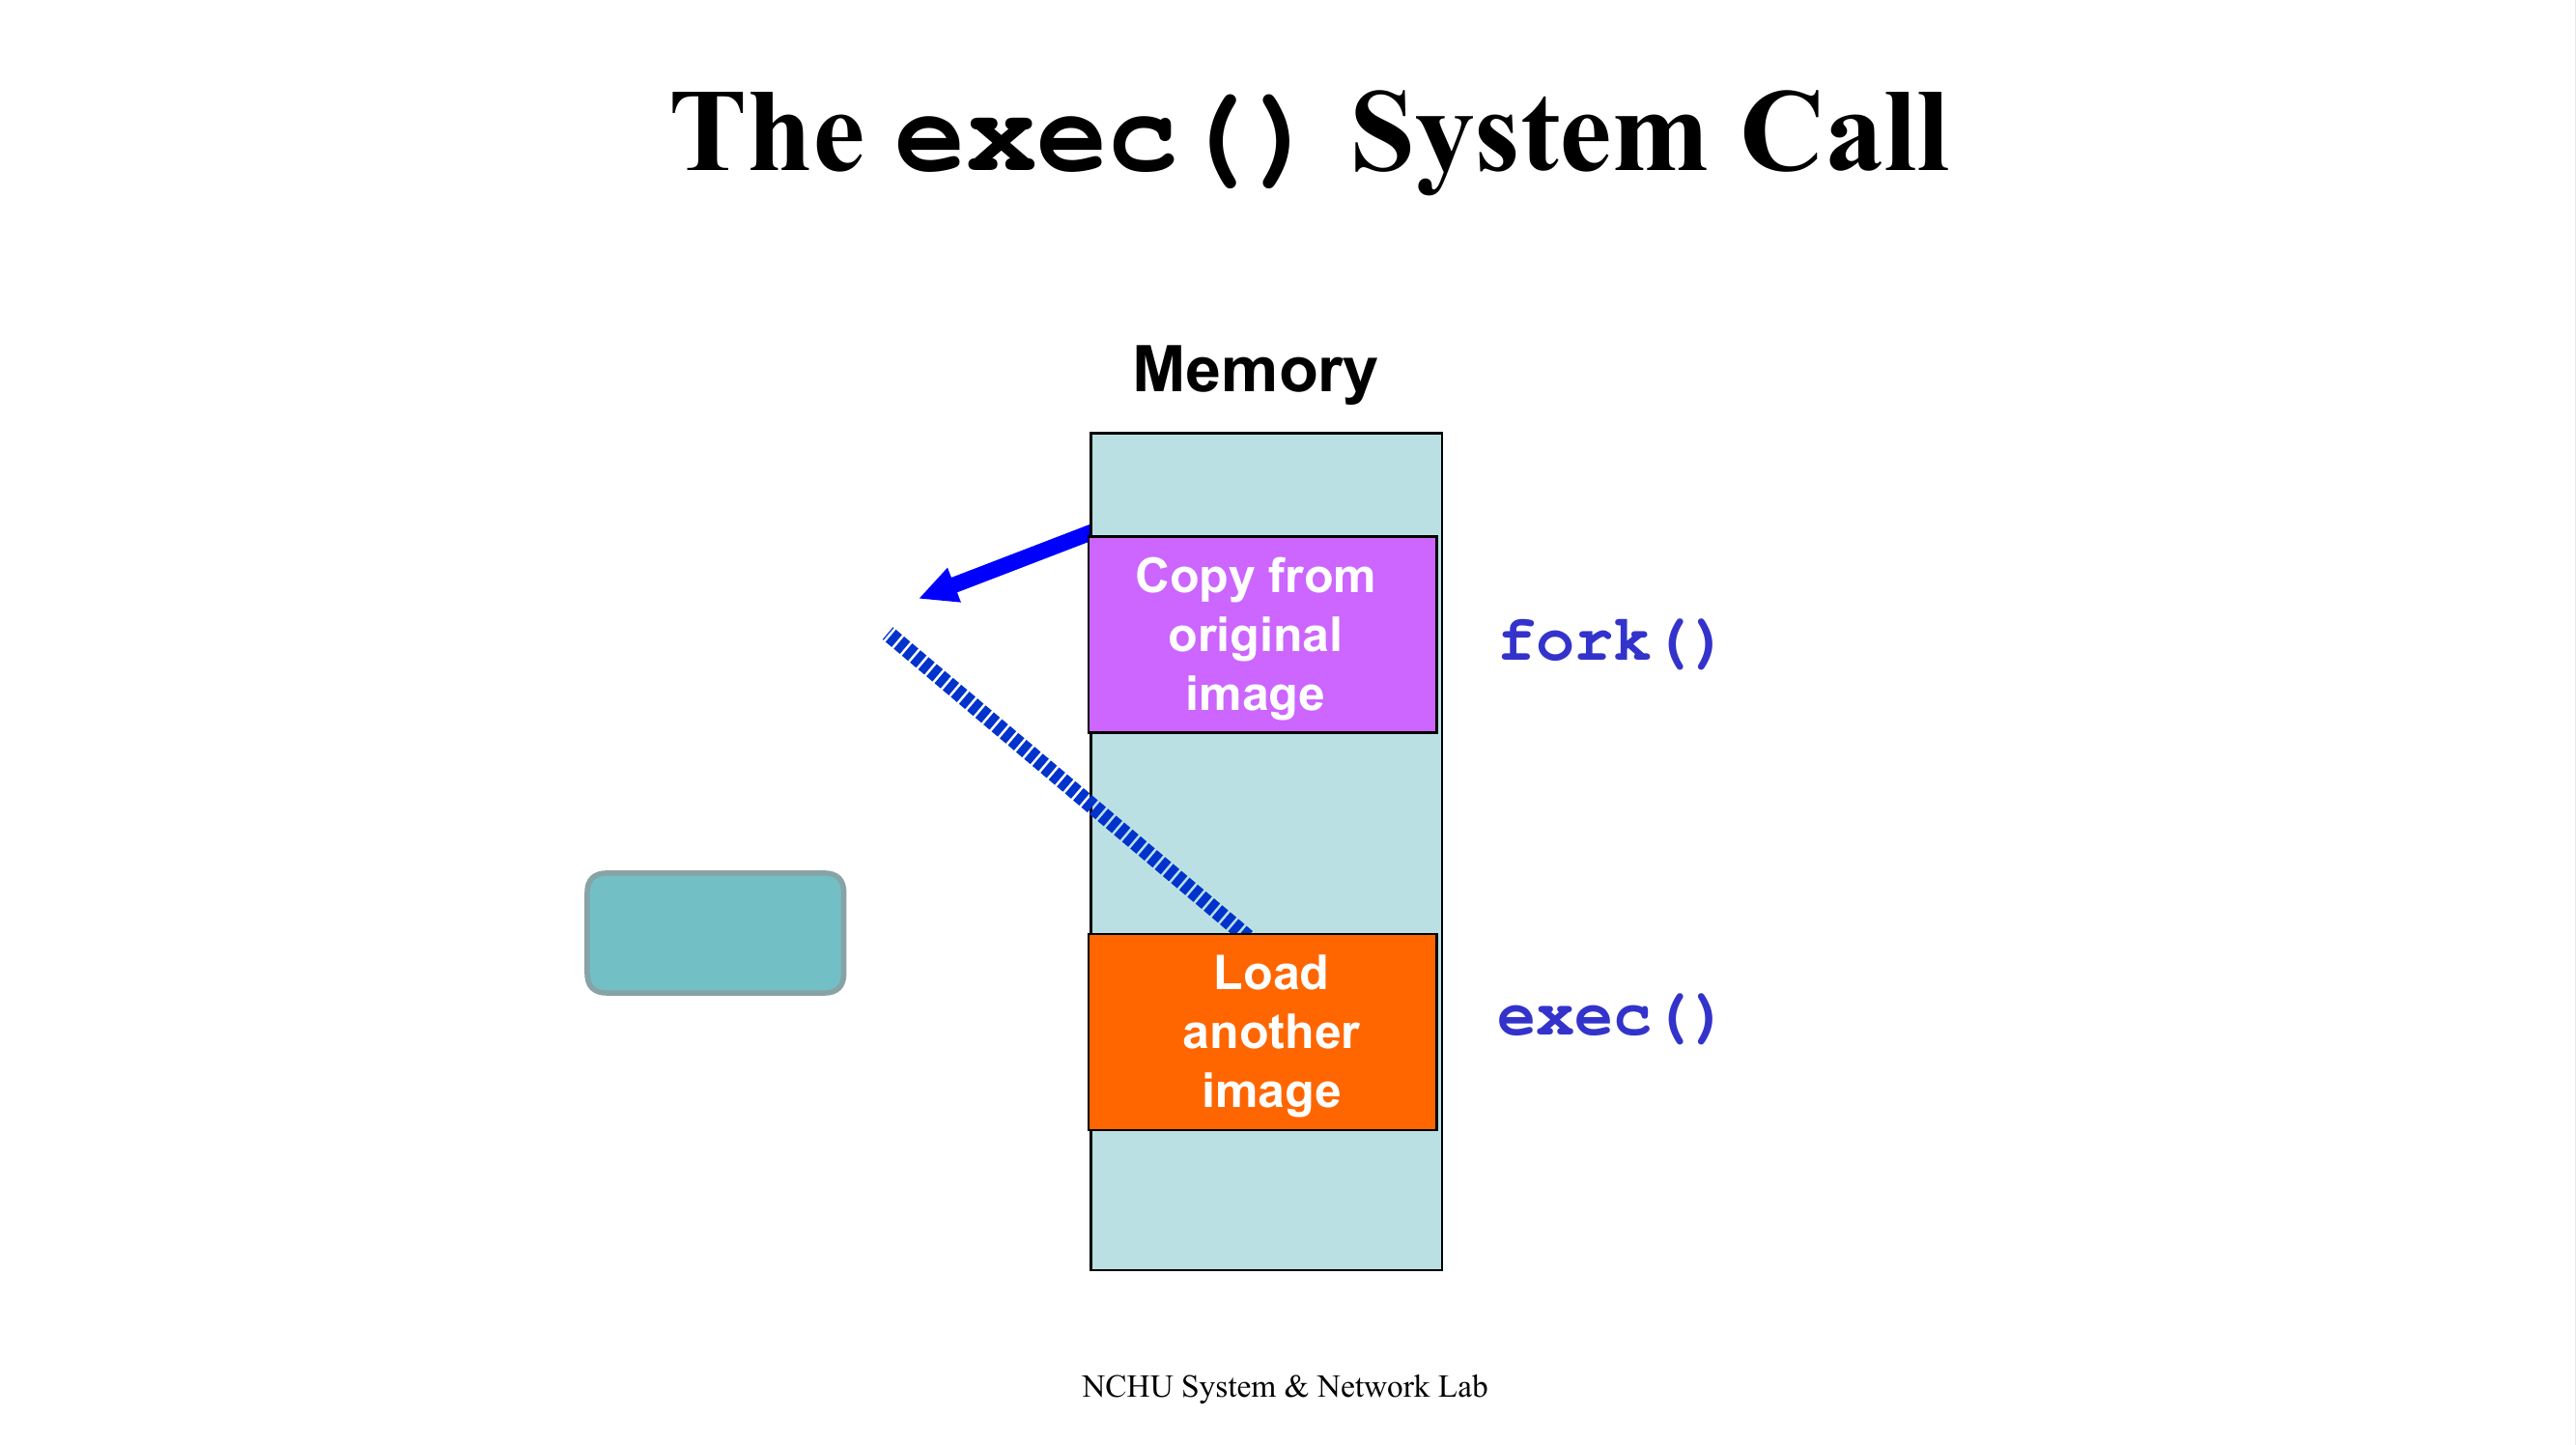 The exec() System Call
Memory
Copy from
original
image
fork()
Load
another
image
exec()
NCHU System & Network Lab